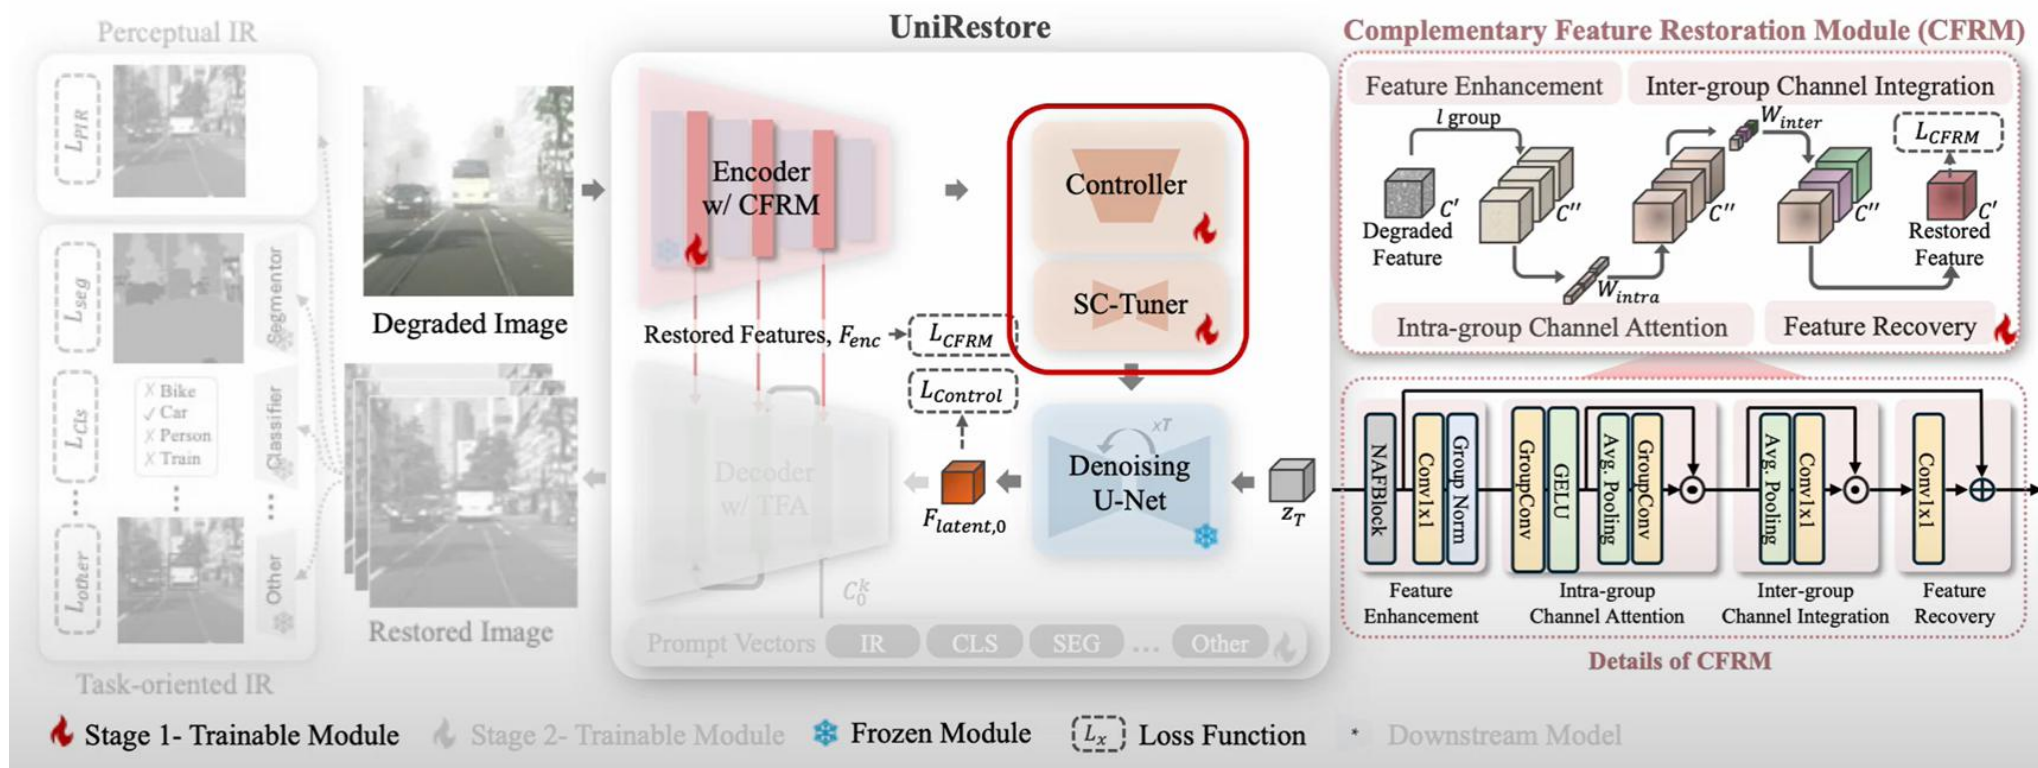 Perceptual IR
UniRestore
Complementary Feature Restoration Module (CFRM)
L_PIR
L_seg
Segmentor
L_Cls
X Bike
✓ Car
X Person
X Train
Classifier
L_other
Other
Task-oriented IR
Degraded Image
Restored Image
Encoder
w/ CFRM
Controller
SC-Tuner
Restored Features, F_enc
L_CFRM
L_Control
Decoder
w/ TFA
F_latent,0
xT
Denoising
U-Net
z_T
C_0^k
Prompt Vectors
IR
CLS
SEG
...
Other
Feature Enhancement
Inter-group Channel Integration
l group
W_inter
L_CFRM
C'
C''
C''
C''
C'
Degraded
Feature
Restored
Feature
W_intra
Intra-group Channel Attention
Feature Recovery
NAFBlock
Conv1x1
Group Norm
GroupConv
GELU
Avg. Pooling
GroupConv
Avg. Pooling
Conv1x1
Conv1x1
Feature
Enhancement
Intra-group
Channel Attention
Inter-group
Channel Integration
Feature
Recovery
Details of CFRM
Stage 1- Trainable Module
Stage 2- Trainable Module
Frozen Module
L_x
Loss Function
*
Downstream Model